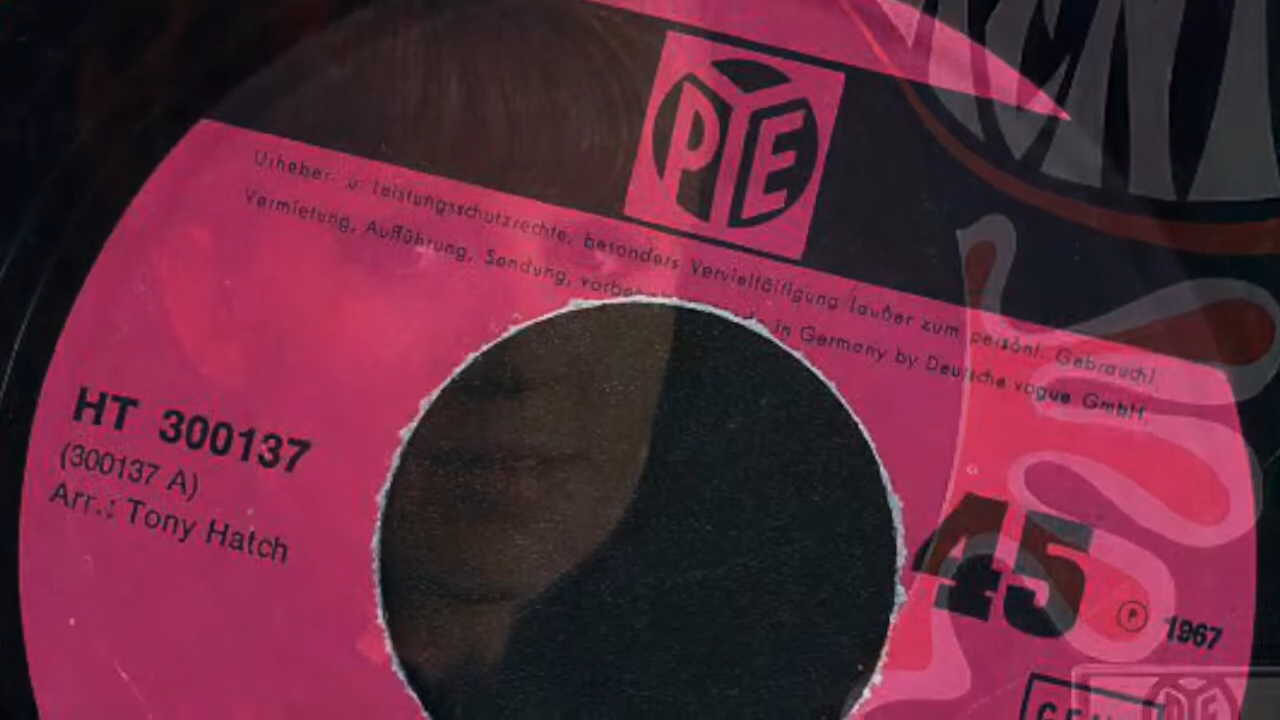 PYE
Urheber- u. Leistungsschutzrechte, besonders Vervielfältigung (außer zum persönl. Gebrauch)
Vermietung, Aufführung, Sendung, in Germany by Deutsche vogue GmbH.
HT 300137
(300137 A)
Arr.: Tony Hatch
45
℗ 1967
PYE